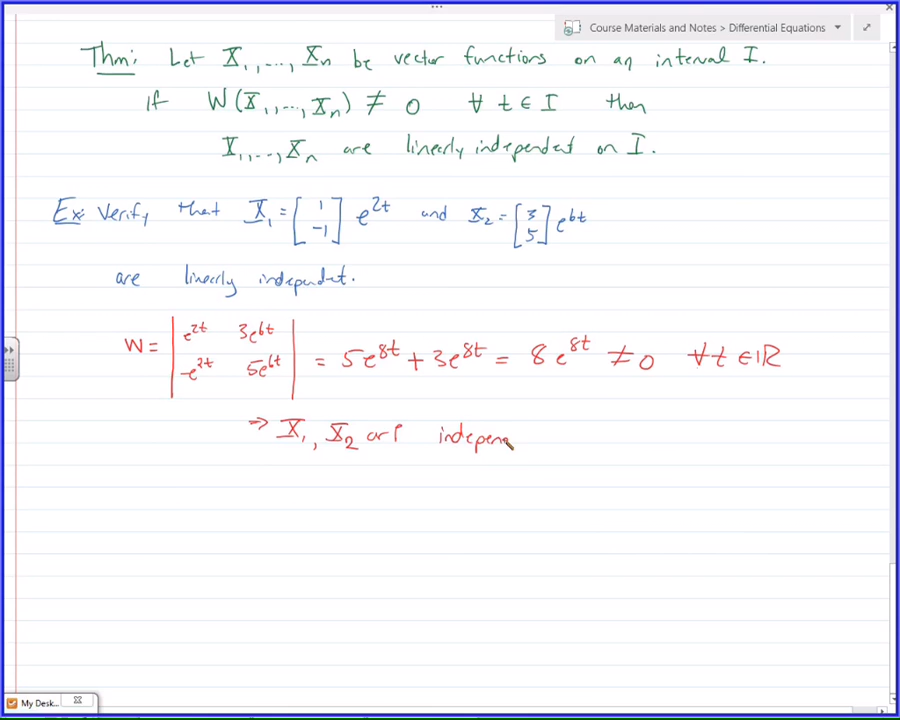 Course Materials and Notes > Differential Equations
Thm: Let X₁,...,Xₙ be vector functions on an interval I.
If W(X₁,...,Xₙ) ≠ 0 ∀ t ∈ I then
X₁,...,Xₙ are linearly independent on I.
Ex: Verify that X₁ = [1 -1] e^{2t} and X₂ = [3 5] e^{6t}
are linearly independent.
W = | e^{2t} 3e^{6t} -e^{2t} 5e^{6t} | = 5e^{8t} + 3e^{8t} = 8e^{8t} ≠ 0 ∀ t ∈ ℝ
⇒ X₁, X₂ are indepen
My Desk...